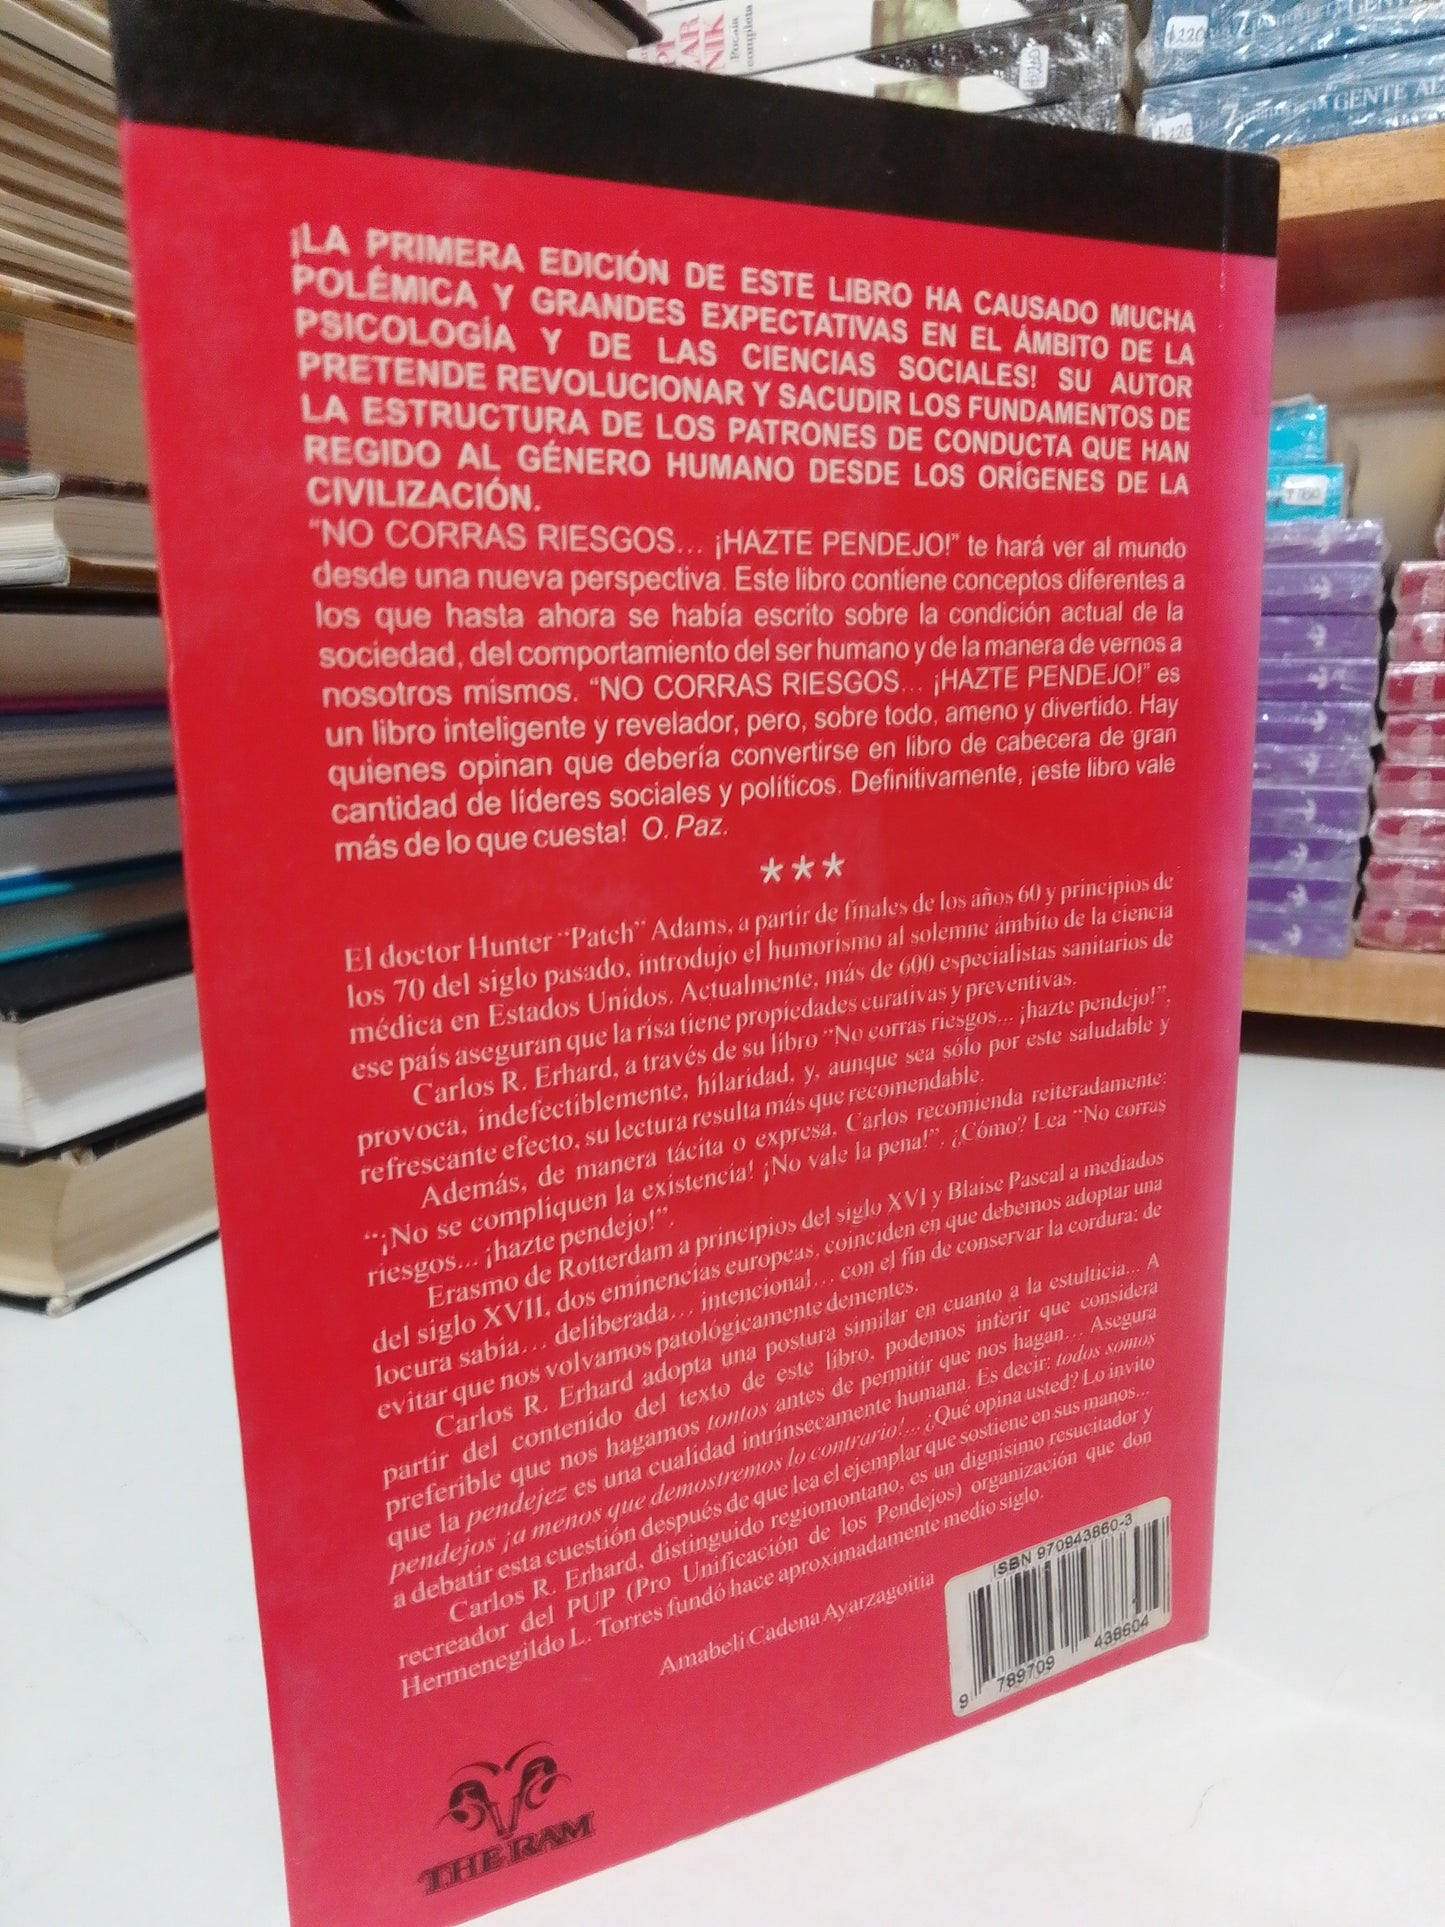 AR
NIK
Poesía
completa
$220
7
GENTE AL
$220
$160
¡LA PRIMERA EDICIÓN DE ESTE LIBRO HA CAUSADO MUCHA
POLÉMICA Y GRANDES EXPECTATIVAS EN EL ÁMBITO DE LA
PSICOLOGÍA Y DE LAS CIENCIAS SOCIALES! SU AUTOR
PRETENDE REVOLUCIONAR Y SACUDIR LOS FUNDAMENTOS DE
LA ESTRUCTURA DE LOS PATRONES DE CONDUCTA QUE HAN
REGIDO AL GÉNERO HUMANO DESDE LOS ORÍGENES DE LA
CIVILIZACIÓN.
“NO CORRAS RIESGOS... ¡HAZTE PENDEJO!” te hará ver al mundo
desde una nueva perspectiva. Este libro contiene conceptos diferentes a
los que hasta ahora se había escrito sobre la condición actual de la
sociedad, del comportamiento del ser humano y de la manera de vernos a
nosotros mismos. “NO CORRAS RIESGOS... ¡HAZTE PENDEJO!” es
un libro inteligente y revelador, pero, sobre todo, ameno y divertido. Hay
quienes opinan que debería convertirse en libro de cabecera de gran
cantidad de líderes sociales y políticos. Definitivamente, ¡este libro vale
más de lo que cuesta! O. Paz.
***
El doctor Hunter “Patch” Adams, a partir de finales de los años 60 y principios de
los 70 del siglo pasado, introdujo el humorismo al solemne ámbito de la ciencia
médica en Estados Unidos. Actualmente, más de 600 especialistas sanitarios de
ese país aseguran que la risa tiene propiedades curativas y preventivas.
Carlos R. Erhard, a través de su libro “No corras riesgos... ¡hazte pendejo!”,
provoca, indefectiblemente, hilaridad, y, aunque sea sólo por este saludable y
refrescante efecto, su lectura resulta más que recomendable.
Además, de manera tácita o expresa, Carlos recomienda reiteradamente:
“¡No se compliquen la existencia! ¡No vale la pena!”. ¿Cómo? Lea “No corras
riesgos... ¡hazte pendejo!”.
Erasmo de Rotterdam a principios del siglo XVI y Blaise Pascal a mediados
del siglo XVII, dos eminencias europeas, coinciden en que debemos adoptar una
locura sabia... deliberada... intencional... con el fin de conservar la cordura; de
evitar que nos volvamos patológicamente dementes.
Carlos R. Erhard adopta una postura similar en cuanto a la estulticia... A
partir del contenido del texto de este libro, podemos inferir que considera
preferible que nos hagamos tontos antes de permitir que nos hagan... Asegura
que la pendejez es una cualidad intrínsecamente humana. Es decir: todos somos
pendejos ¡a menos que demostremos lo contrario!... ¿Qué opina usted? Lo invito
a debatir esta cuestión después de que lea el ejemplar que sostiene en sus manos...
Carlos R. Erhard, distinguido regiomontano, es un dignísimo resucitador y
recreador del PUP (Pro Unificación de los Pendejos) organización que don
Hermenegildo L. Torres fundó hace aproximadamente medio siglo.
Amabeli Cadena Ayarzagoitia
ISBN 970943860-3
9 789709 438604
THE RAM